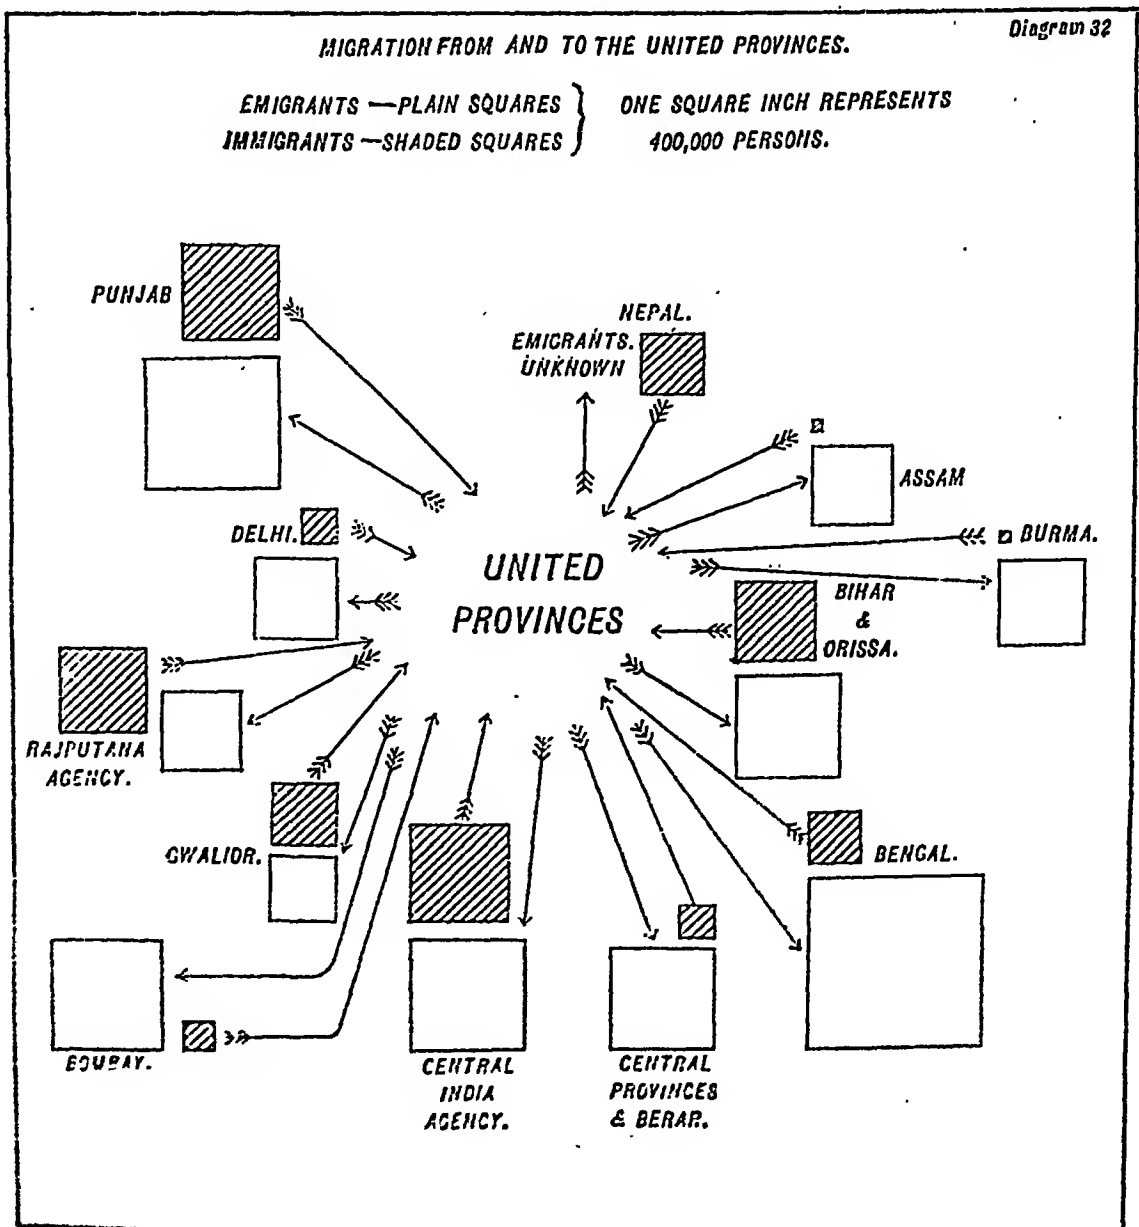 Diagram 32
MIGRATION FROM AND TO THE UNITED PROVINCES.
EMIGRANTS — PLAIN SQUARES
IMMIGRANTS — SHADED SQUARES
ONE SQUARE INCH REPRESENTS
400,000 PERSONS.
PUNJAB
NEPAL.
EMIGRANTS.
UNKNOWN
ASSAM
DELHI.
BURMA.
UNITED
PROVINCES
BIHAR
&
ORISSA.
RAJPUTANA
AGENCY.
GWALIOR.
BENGAL.
BOMBAY.
CENTRAL
INDIA
AGENCY.
CENTRAL
PROVINCES
& BERAR.